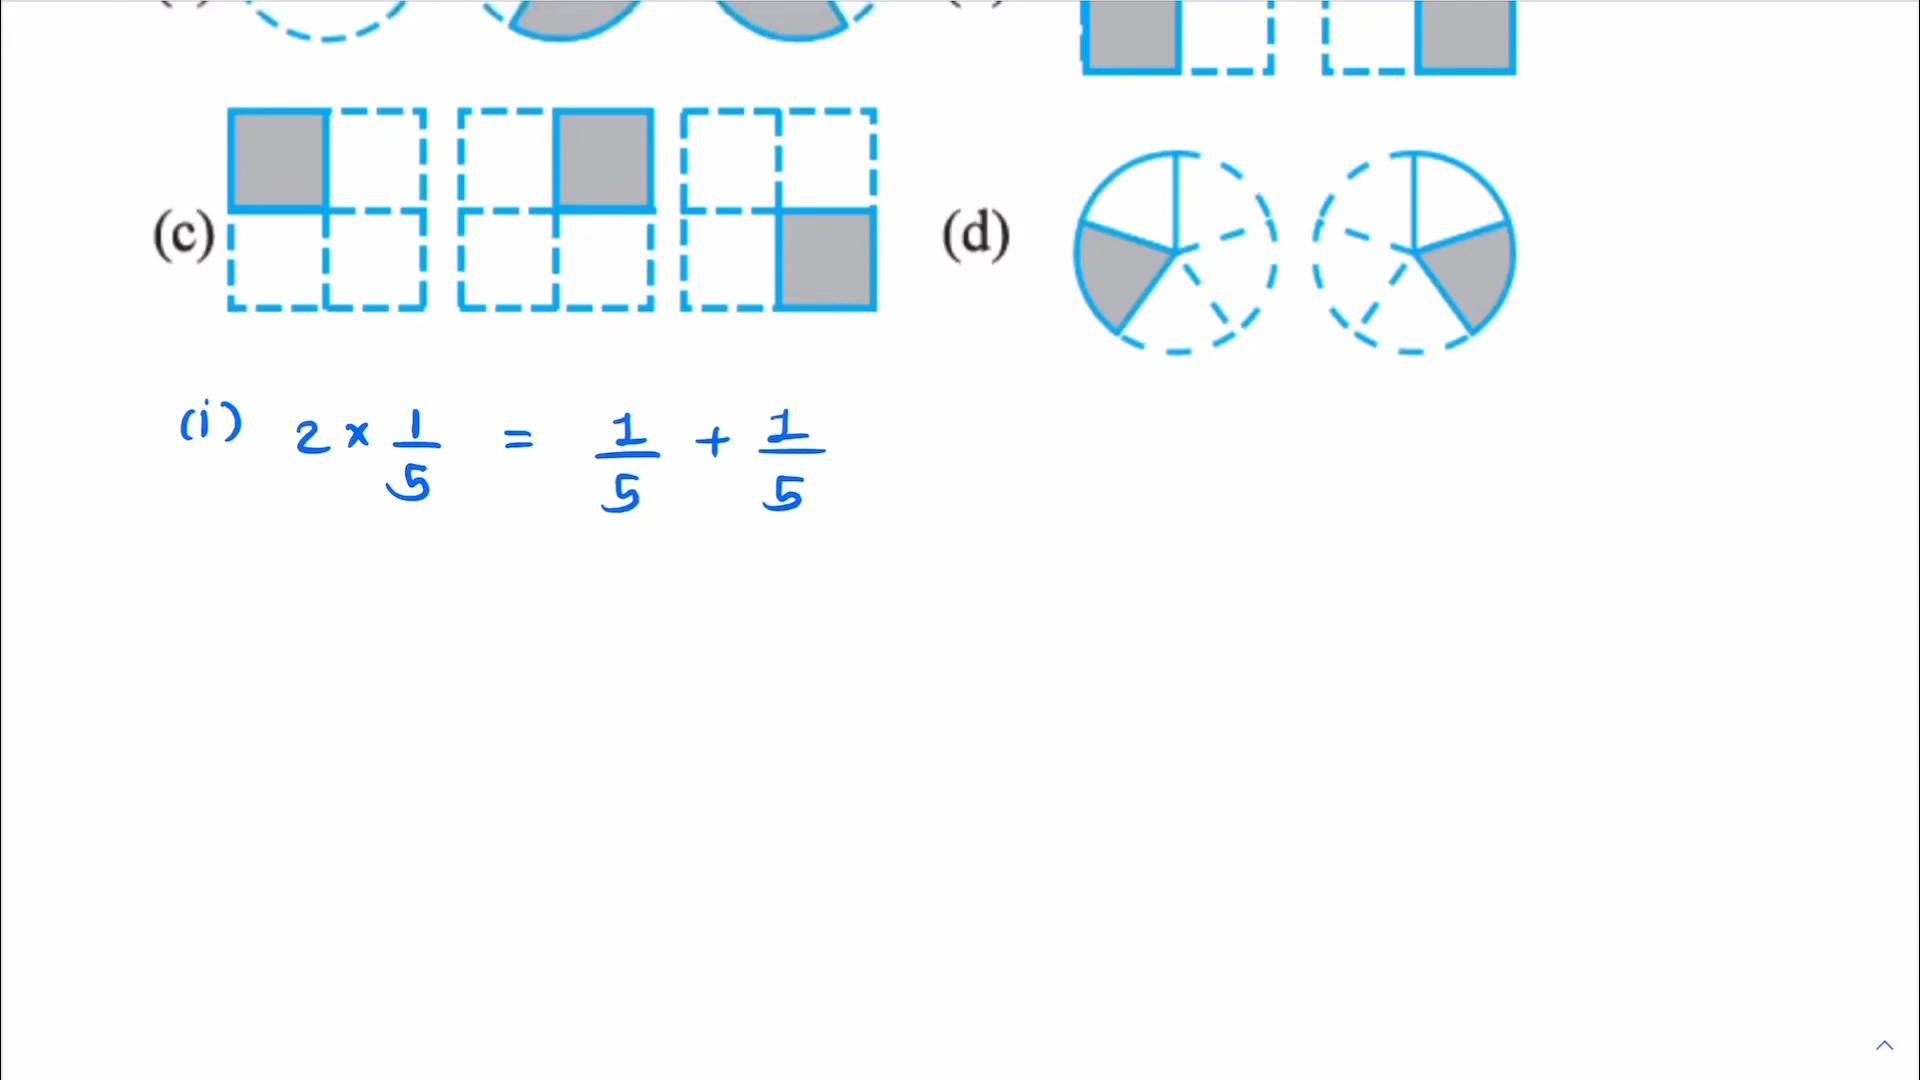 (c)
(d)
(i) 2 × 1/5 = 1/5 + 1/5